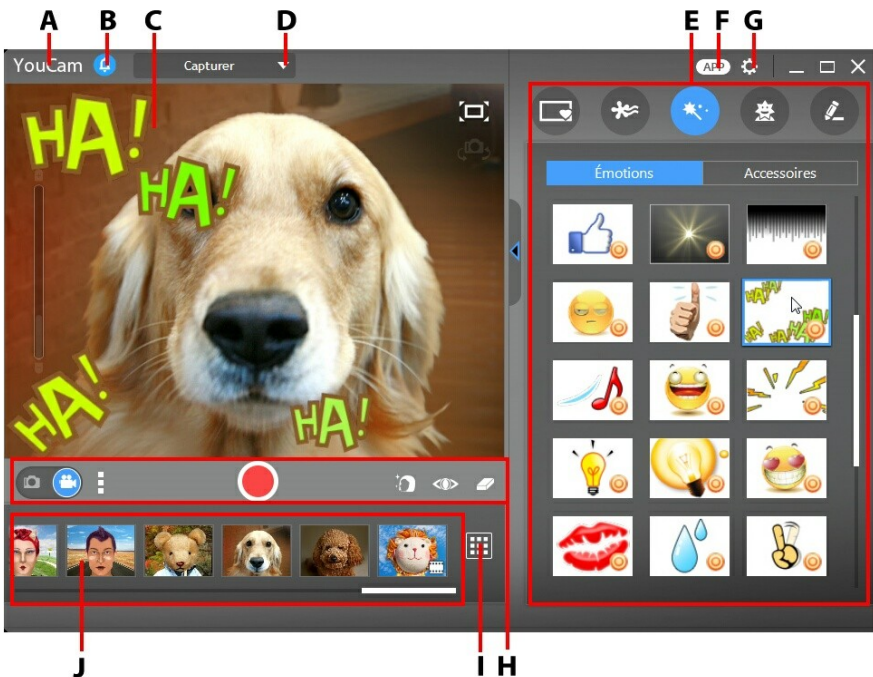 A B C D E F G
YouCam Capturer APP
HA!
HA!
Émotions Accessoires
HA!
HA!
J I H